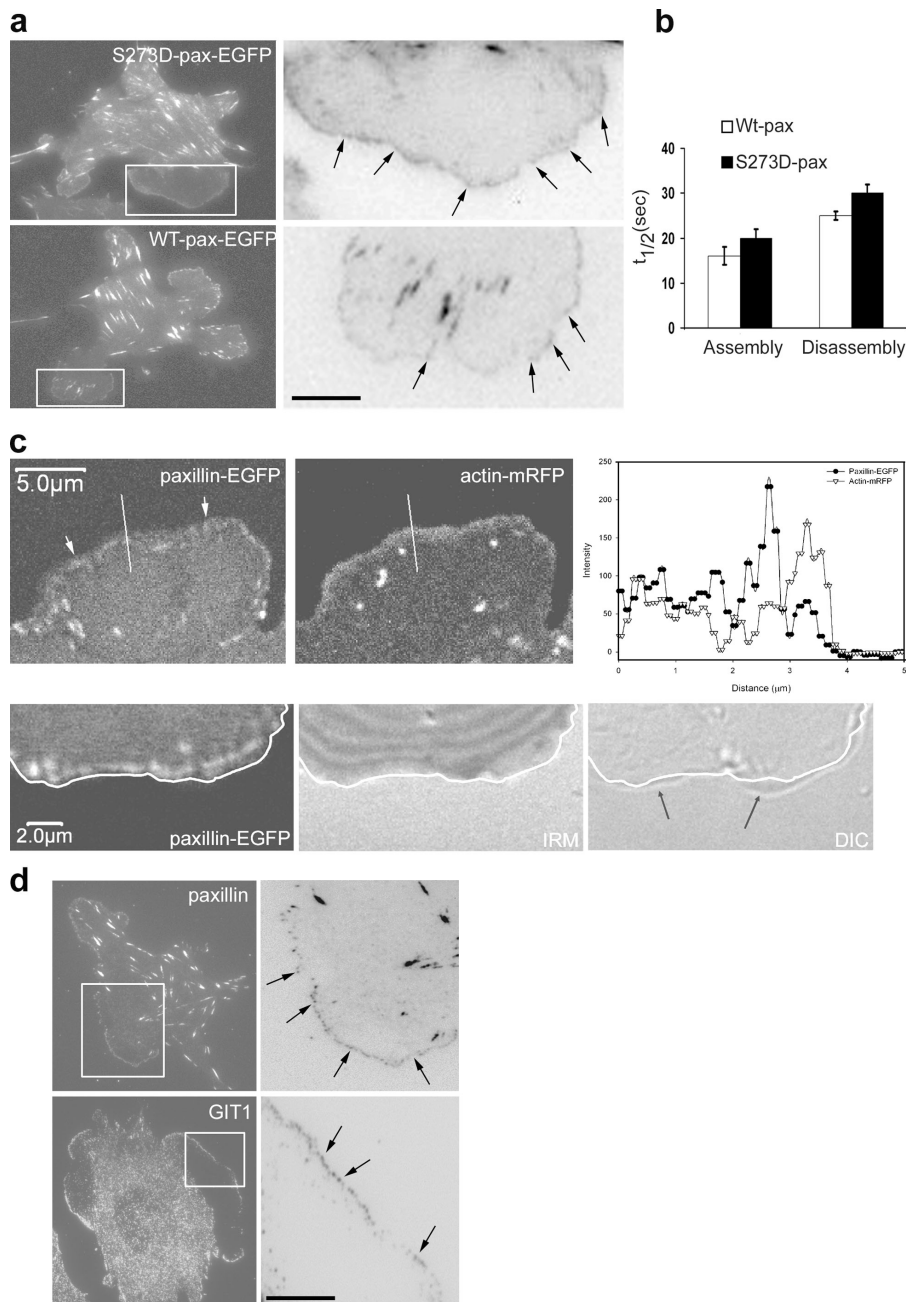 a
S273D-pax-EGFP
WT-pax-EGFP
b
Wt-pax
S273D-pax
t1/2(sec)
40
30
20
10
0
Assembly
Disassembly
c
5.0µm
paxillin-EGFP
actin-mRFP
Paxillin-EGFP
Actin-mRFP
Intensity
250
200
150
100
50
0
0
1
2
3
4
5
Distance (µm)
2.0µm
paxillin-EGFP
IRM
DIC
d
paxillin
GIT1